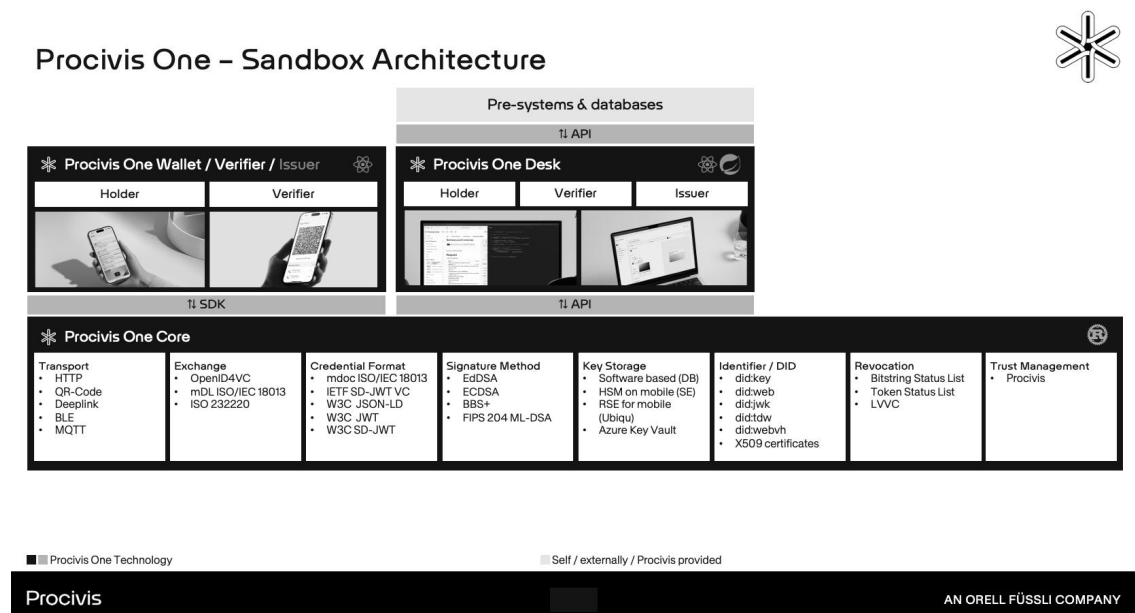 Procivis One – Sandbox Architecture
Pre-systems & databases
⇅ API
Procivis One Wallet / Verifier / Issuer
Holder
Verifier
Procivis One Desk
Holder
Verifier
Issuer
⇅ SDK
⇅ API
Procivis One Core
Transport
• HTTP
• QR-Code
• Deeplink
• BLE
• MQTT
Exchange
• OpenID4VC
• mDL ISO/IEC 18013
• ISO 232220
Credential Format
• mdoc ISO/IEC 18013
• IETF SD-JWT VC
• W3C JSON-LD
• W3C JWT
• W3C SD-JWT
Signature Method
• EdDSA
• ECDSA
• BBS+
• FIPS 204 ML-DSA
Key Storage
• Software based (DB)
• HSM on mobile (SE)
• RSE for mobile
(Ubiqu)
• Azure Key Vault
Identifier / DID
• did:key
• did:web
• did:jwk
• did:tdw
• did:webvh
• X509 certificates
Revocation
• Bitstring Status List
• Token Status List
• LVVC
Trust Management
• Procivis
Procivis One Technology
Self / externally / Procivis provided
Procivis
AN ORELL FÜSSLI COMPANY